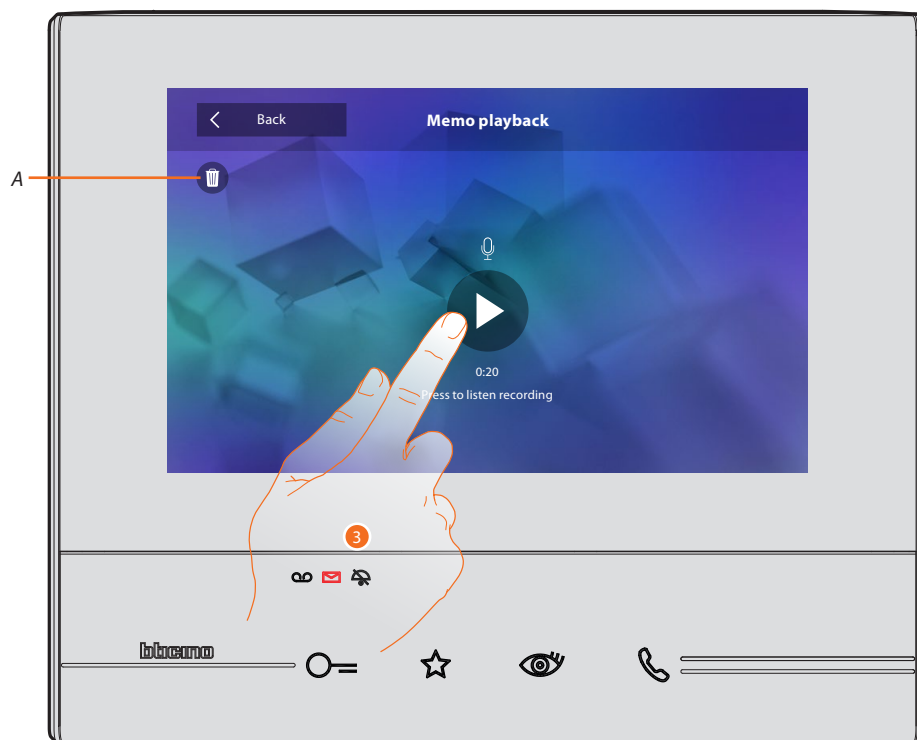 Back
Memo playback
A
0:20
Press to listen recording
3
bticino